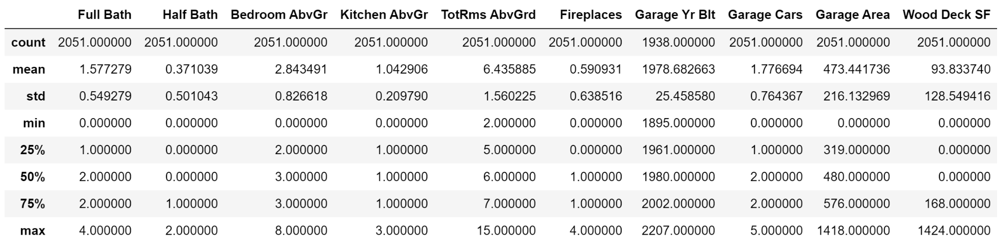 Full Bath Half Bath Bedroom AbvGr Kitchen AbvGr TotRms AbvGrd Fireplaces Garage Yr Blt Garage Cars Garage Area Wood Deck SF
count 2051.000000 2051.000000 2051.000000 2051.000000 2051.000000 2051.000000 1938.000000 2051.000000 2051.000000 2051.000000
mean 1.577279 0.371039 2.843491 1.042906 6.435885 0.590931 1978.682663 1.776694 473.441736 93.833740
std 0.549279 0.501043 0.826618 0.209790 1.560225 0.638516 25.458580 0.764367 216.132969 128.549416
min 0.000000 0.000000 0.000000 0.000000 2.000000 0.000000 1895.000000 0.000000 0.000000 0.000000
25% 1.000000 0.000000 2.000000 1.000000 5.000000 0.000000 1961.000000 1.000000 319.000000 0.000000
50% 2.000000 0.000000 3.000000 1.000000 6.000000 1.000000 1980.000000 2.000000 480.000000 0.000000
75% 2.000000 1.000000 3.000000 1.000000 7.000000 1.000000 2002.000000 2.000000 576.000000 168.000000
max 4.000000 2.000000 8.000000 3.000000 15.000000 4.000000 2207.000000 5.000000 1418.000000 1424.000000